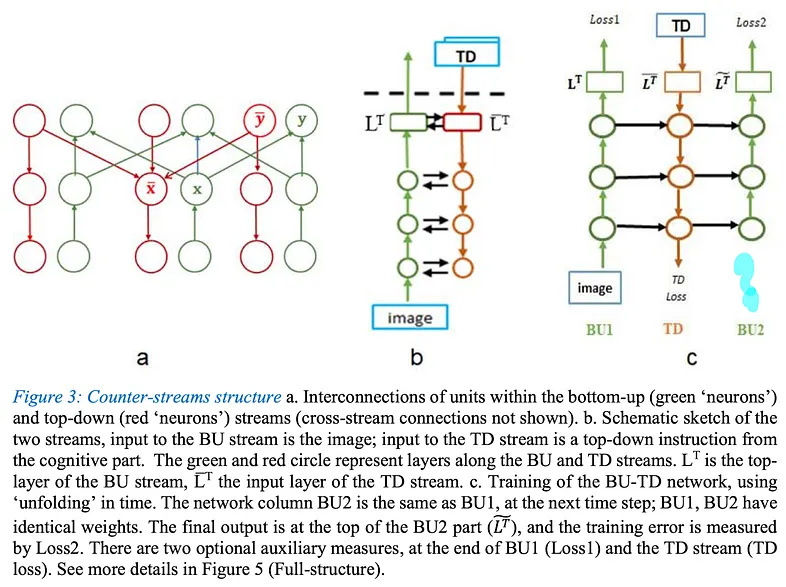 Loss1
TD
Loss2
TD
Lᵀ
L̅ᵀ
L̃̅ᵀ
y̅
y
Lᵀ
L̅ᵀ
x̅
x
image
TD
Loss
image
BU1
TD
BU2
a
b
c
Figure 3: Counter-streams structure a. Interconnections of units within the bottom-up (green ‘neurons’)
and top-down (red ‘neurons’) streams (cross-stream connections not shown). b. Schematic sketch of the
two streams, input to the BU stream is the image; input to the TD stream is a top-down instruction from
the cognitive part.  The green and red circle represent layers along the BU and TD streams. Lᵀ is the top-
layer of the BU stream, L̅ᵀ the input layer of the TD stream. c. Training of the BU-TD network, using
‘unfolding’ in time. The network column BU2 is the same as BU1, at the next time step; BU1, BU2 have
identical weights. The final output is at the top of the BU2 part (L̃̅ᵀ), and the training error is measured
by Loss2. There are two optional auxiliary measures, at the end of BU1 (Loss1) and the TD stream (TD
loss). See more details in Figure 5 (Full-structure).